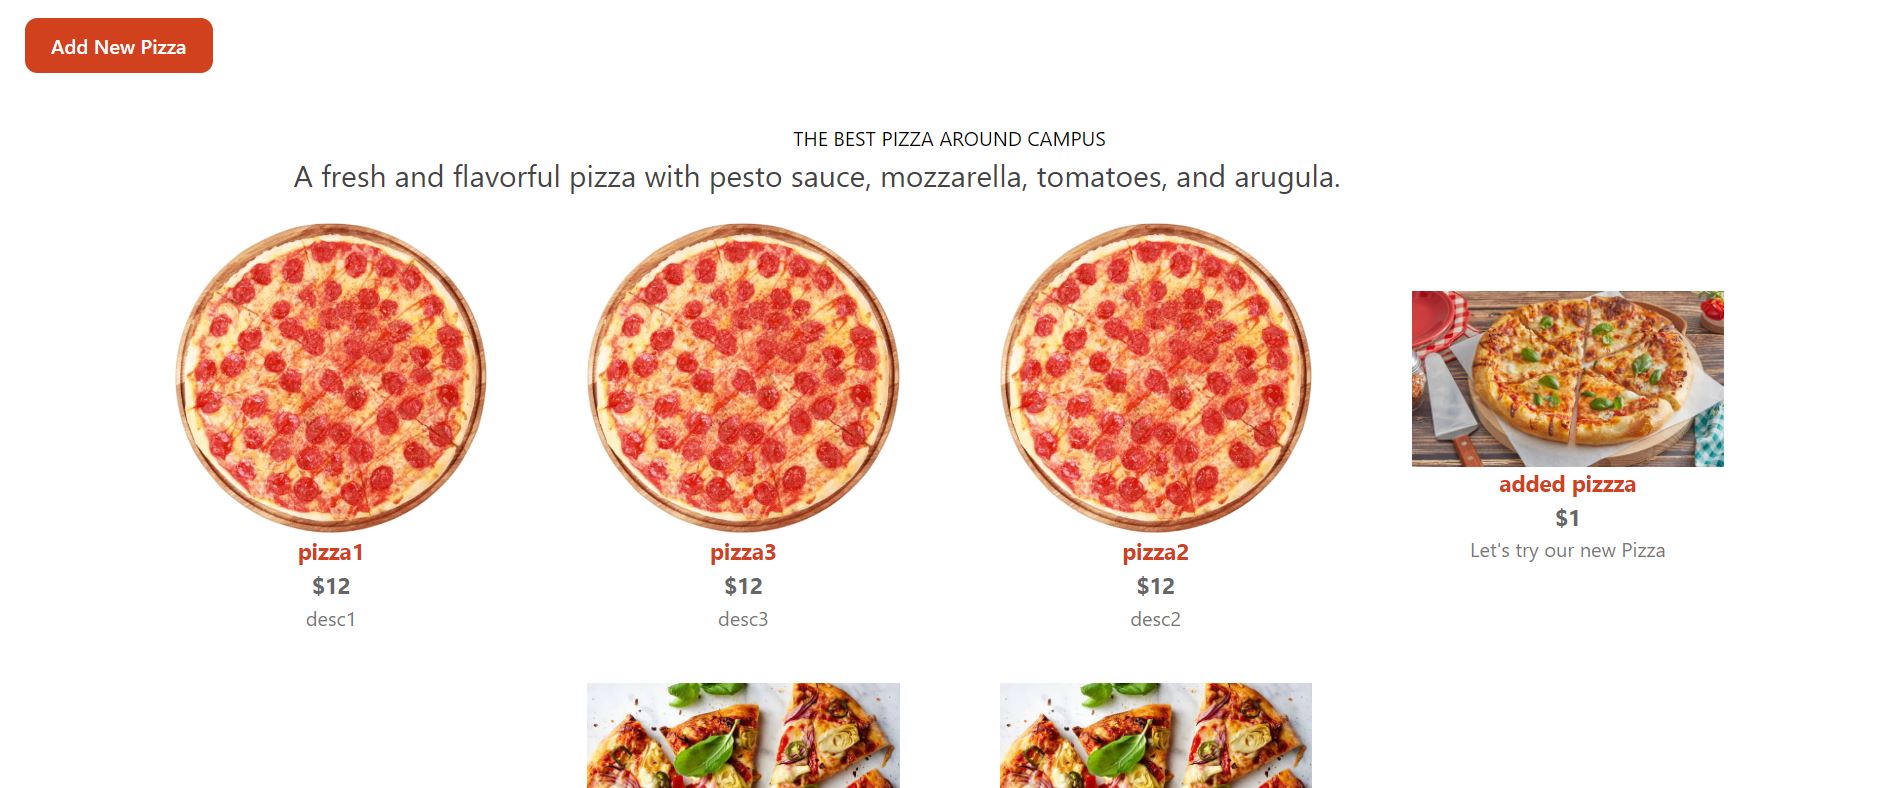 Add New Pizza
THE BEST PIZZA AROUND CAMPUS
A fresh and flavorful pizza with pesto sauce, mozzarella, tomatoes, and arugula.
pizza1
$12
desc1
pizza3
$12
desc3
pizza2
$12
desc2
added pizzza
$1
Let's try our new Pizza